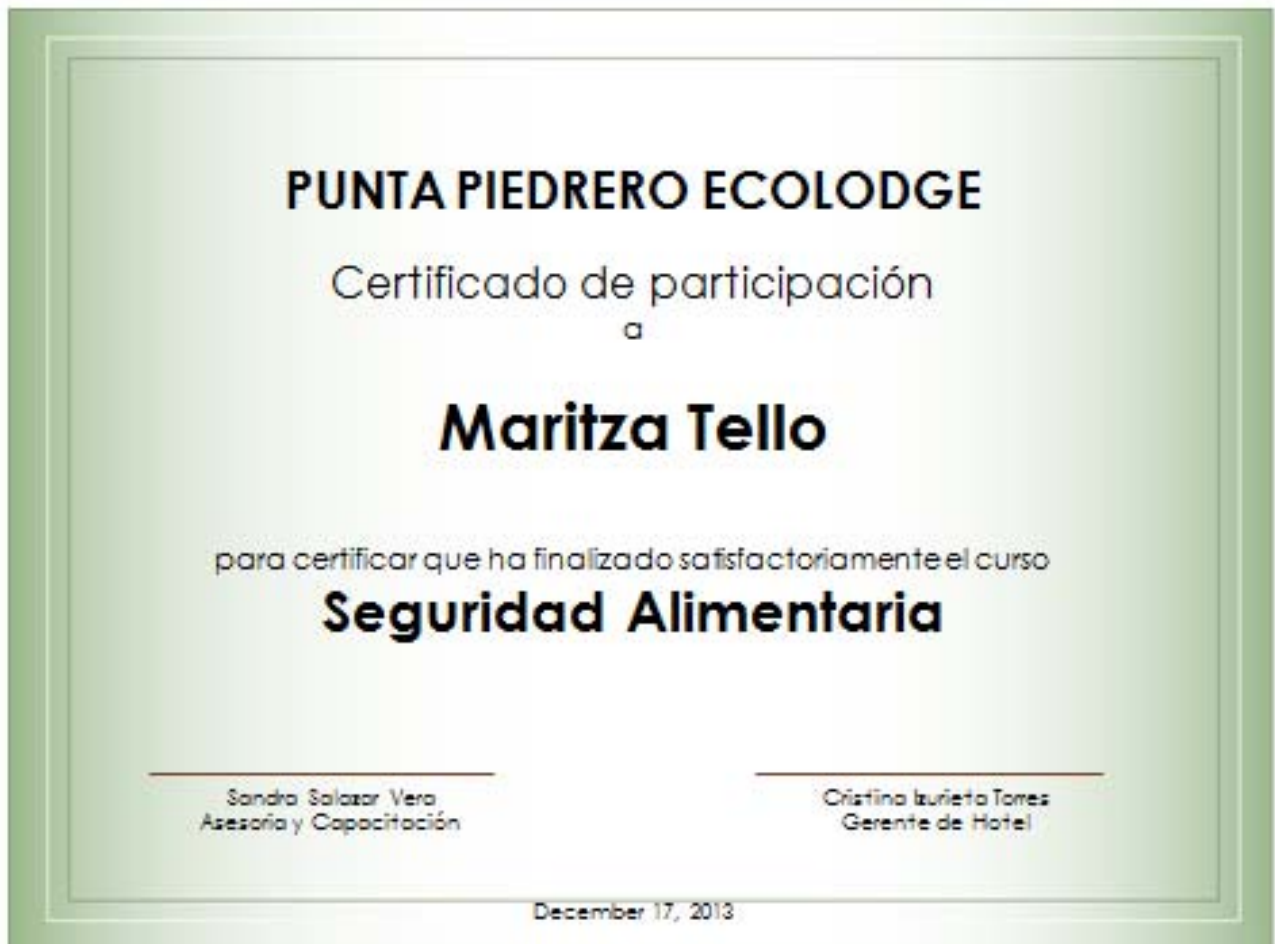 PUNTA PIEDRERO ECOLODGE
Certificado de participación
a
Maritza Tello
para certificar que ha finalizado satisfactoriamente el curso
Seguridad Alimentaria
Sandra Salazar Vera
Asesoria y Capacitación
Cristina Izurieta Torres
Gerente de Hotel
December 17, 2013